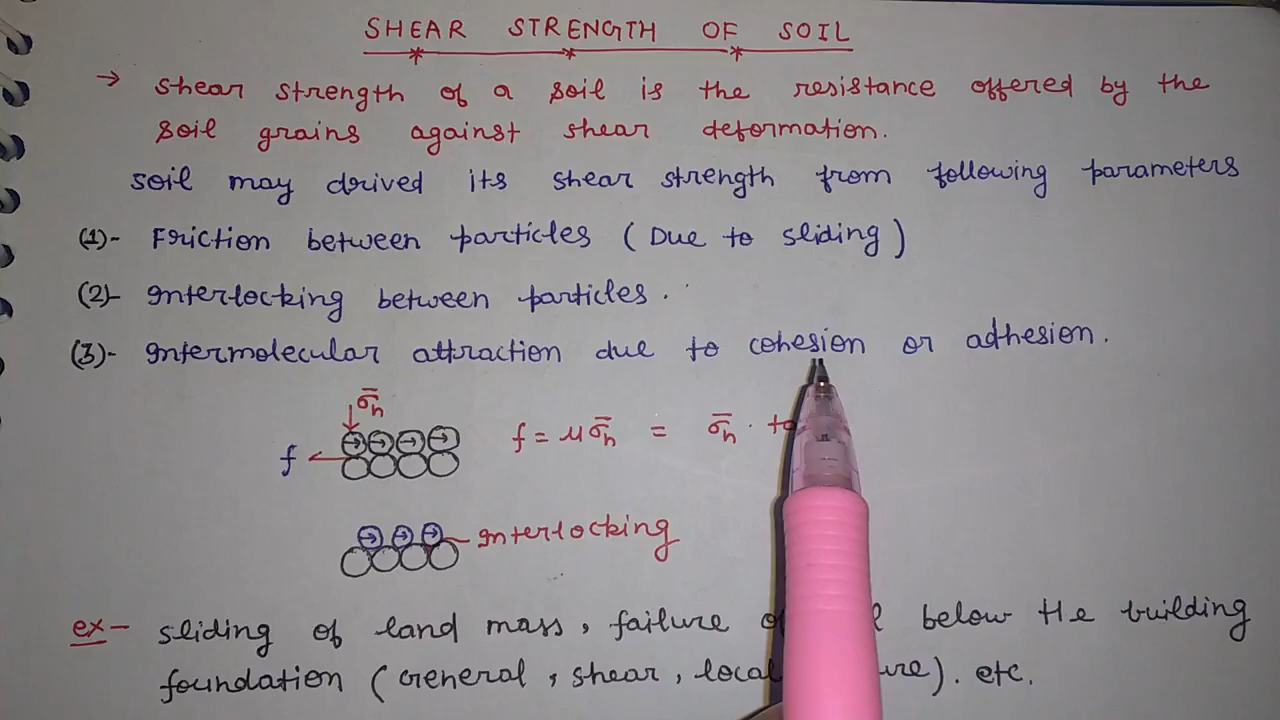 SHEAR STRENGTH OF SOIL
→ Shear strength of a soil is the resistance offered by the
soil grains against shear deformation.
Soil may drived its shear strength from following parameters
(1)- Friction between particles (Due to sliding)
(2)- Interlocking between particles.
(3)- Intermolecular attraction due to cohesion or adhesion.
σ̄n
f
f = μσ̄n = σ̄n.
Interlocking
ex- sliding of land mass, failure below the building
foundation (General, shear, local). etc.